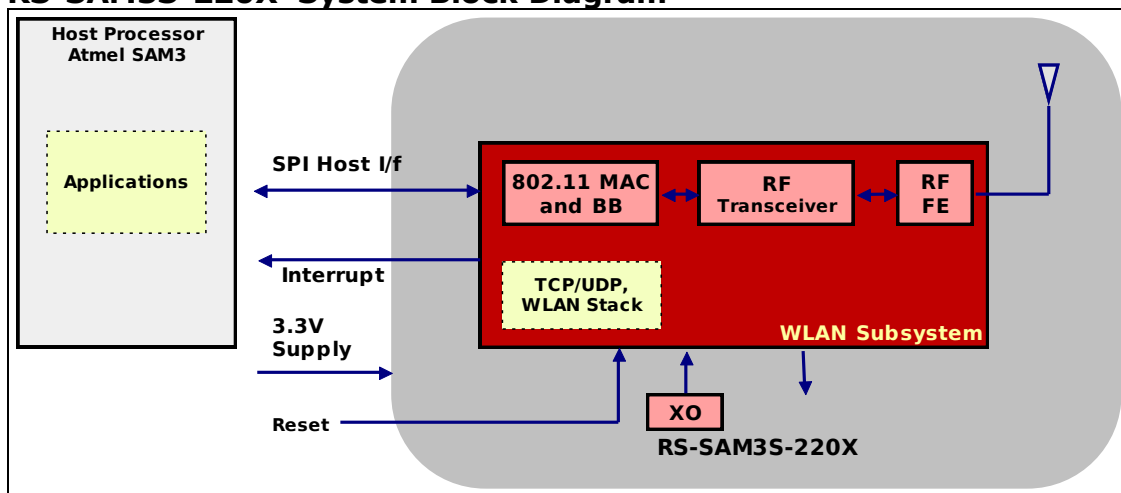 RS-SAM3S-220X System Block Diagram
Host Processor
Atmel SAM3
Applications
SPI Host I/f
802.11 MAC
and BB
RF
Transceiver
RF
FE
Interrupt
TCP/UDP,
WLAN Stack
3.3V
Supply
WLAN Subsystem
Reset
XO
RS-SAM3S-220X